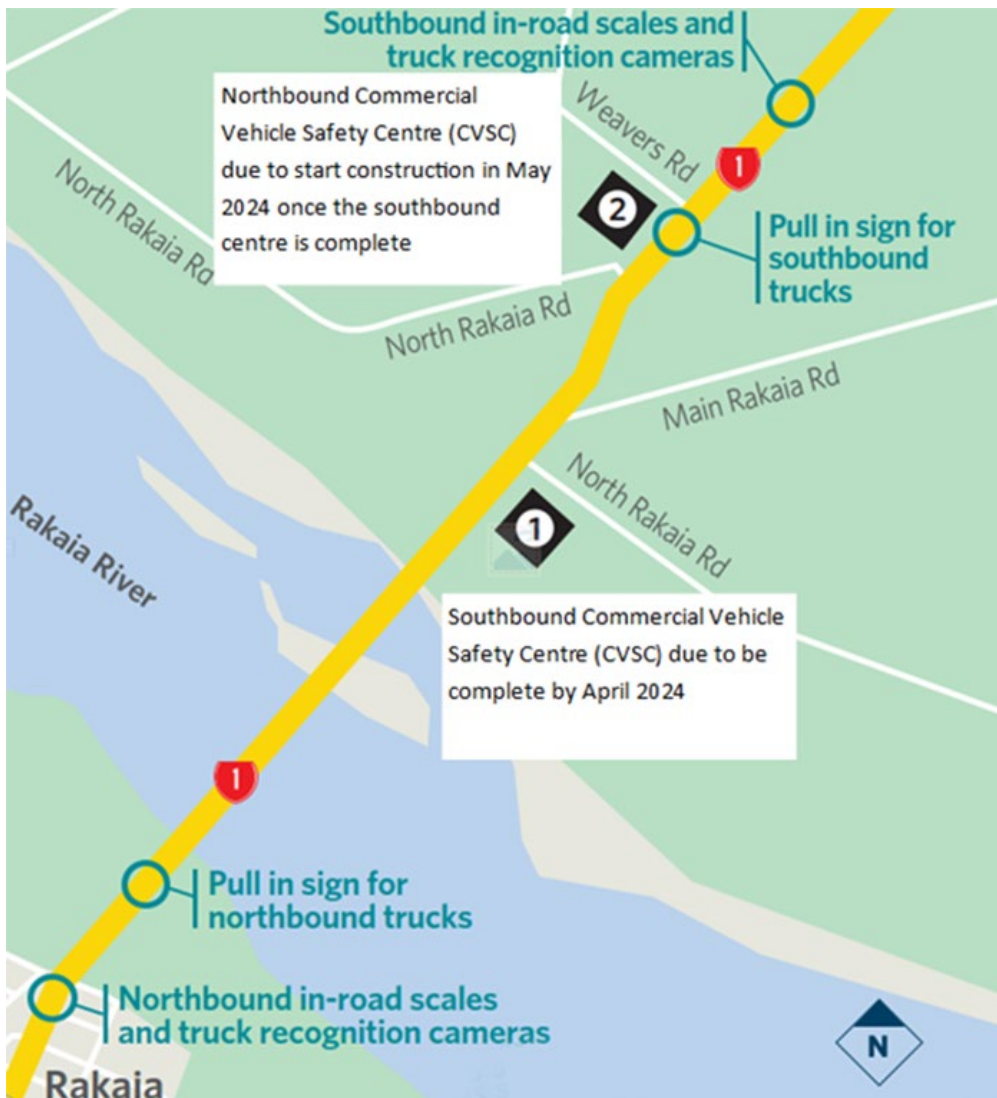 Southbound in-road scales and
truck recognition cameras
Northbound Commercial
Vehicle Safety Centre (CVSC)
due to start construction in May
2024 once the southbound
centre is complete
Weavers Rd
1
2
Pull in sign for
southbound
trucks
North Rakaia Rd
North Rakaia Rd
Main Rakaia Rd
North Rakaia Rd
1
Rakaia River
Southbound Commercial Vehicle
Safety Centre (CVSC) due to be
complete by April 2024
1
Pull in sign for
northbound trucks
Northbound in-road scales
and truck recognition cameras
N
Rakaia